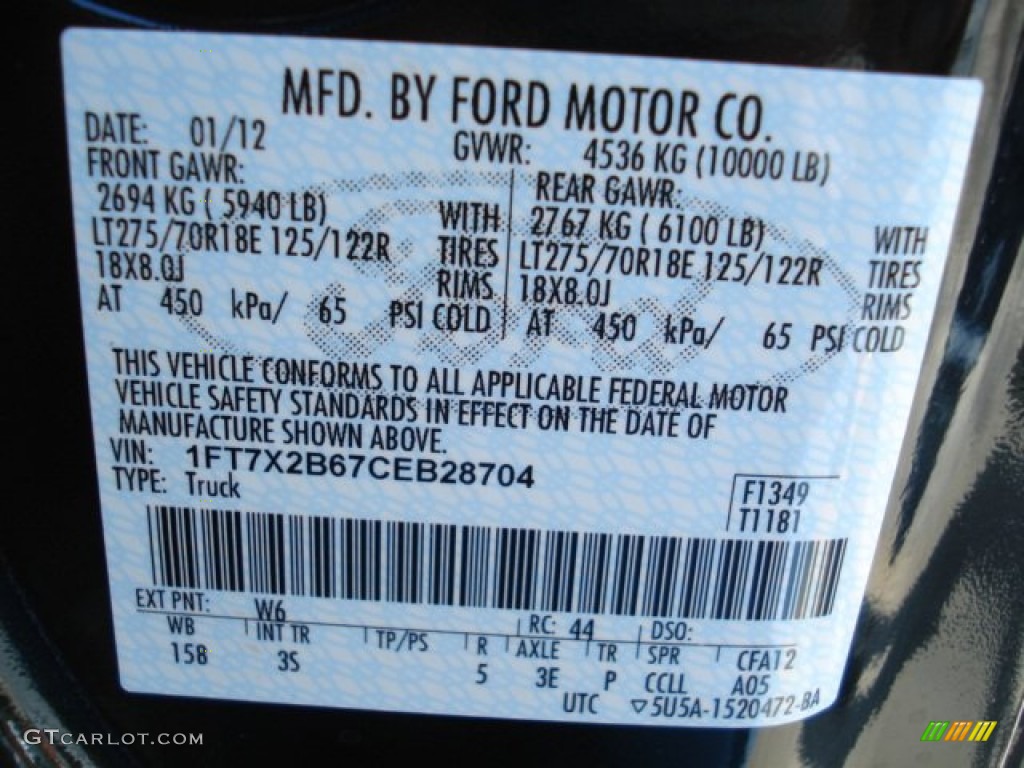 MFD. BY FORD MOTOR CO.
DATE: 01/12 GVWR: 4536 KG (10000 LB)
FRONT GAWR: REAR GAWR:
2694 KG ( 5940 LB) WITH 2767 KG ( 6100 LB) WITH
LT275/70R18E 125/122R TIRES LT275/70R18E 125/122R TIRES
18X8.0J RIMS 18X8.0J RIMS
AT 450 kPa/ 65 PSI COLD AT 450 kPa/ 65 PSI COLD
THIS VEHICLE CONFORMS TO ALL APPLICABLE FEDERAL MOTOR
VEHICLE SAFETY STANDARDS IN EFFECT ON THE DATE OF
MANUFACTURE SHOWN ABOVE.
VIN: 1FT7X2B67CEB28704
TYPE: Truck
F1349
T1181
EXT PNT: W6 RC: 44 DSO:
WB INT TR TP/PS R AXLE TR SPR CFA12
158 3S 5 3E P CCLL A05
UTC ▽5U5A-1520472-BA
GTCARLOT.COM